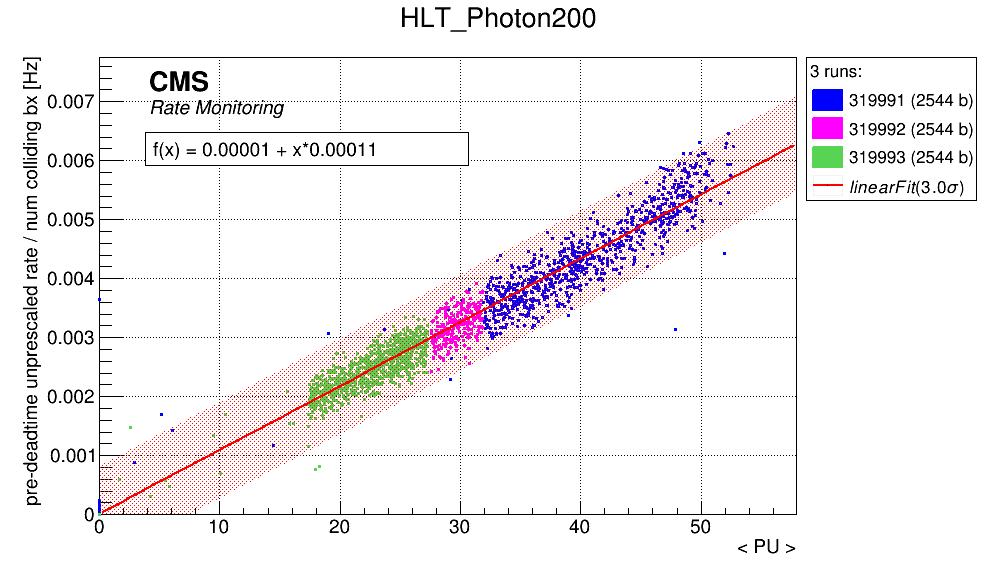 HLT_Photon200
pre-deadtime unprescaled rate / num colliding bx [Hz]
CMS
Rate Monitoring
f(x) = 0.00001 + x*0.00011
0.007
0.006
0.005
0.004
0.003
0.002
0.001
0
0 10 20 30 40 50
< PU >
3 runs:
319991 (2544 b)
319992 (2544 b)
319993 (2544 b)
linearFit(3.0σ)